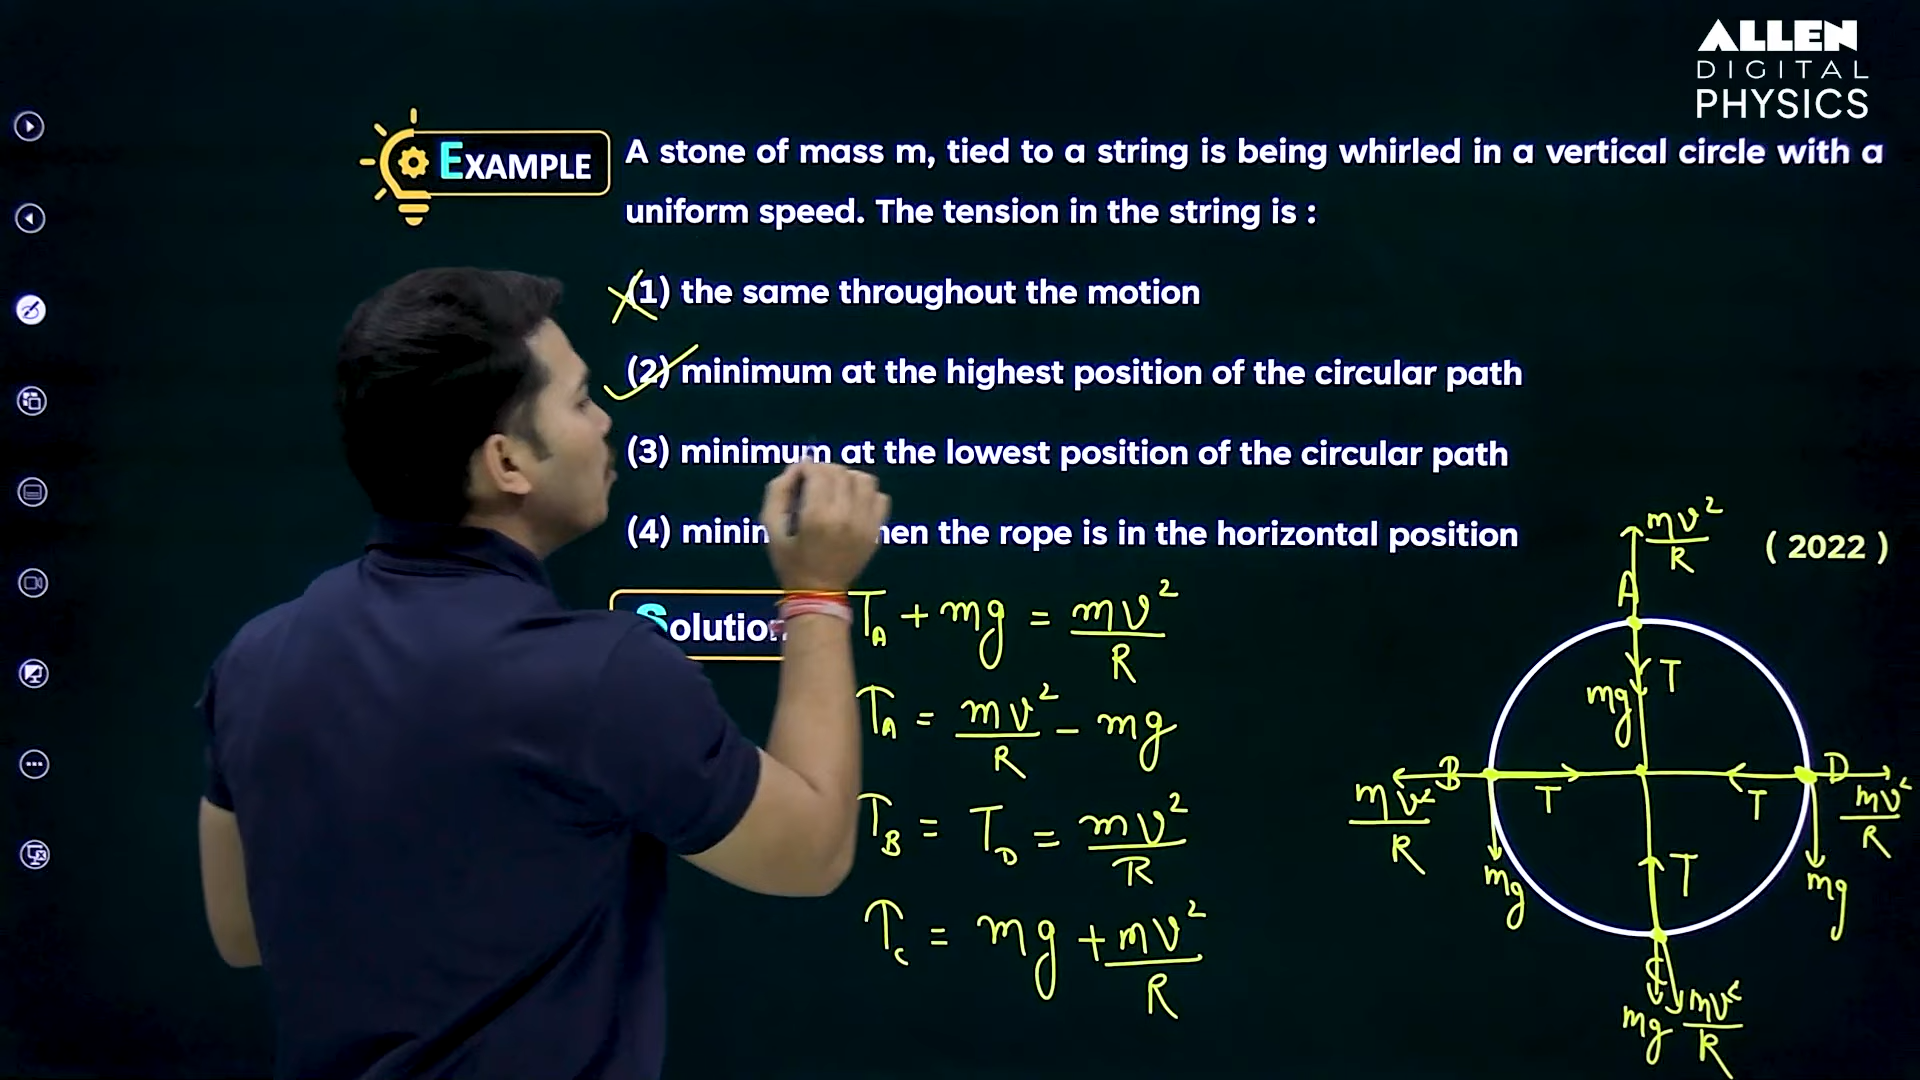 ALLEN
DIGITAL
PHYSICS
EXAMPLE
A stone of mass m, tied to a string is being whirled in a vertical circle with a
uniform speed. The tension in the string is :
(1) the same throughout the motion
(2) minimum at the highest position of the circular path
(3) minimum at the lowest position of the circular path
(4) hen the rope is in the horizontal position
(2022)
Solution
T_A + mg = mv²/R
T_A = mv²/R - mg
T_B = T_D = mv²/R
T_C = mg + mv²/R
mv²/R
A
T
mg
mv²/R
B
T
T
D
mv²/R
mg
T
mg
C
mg
mv²/R